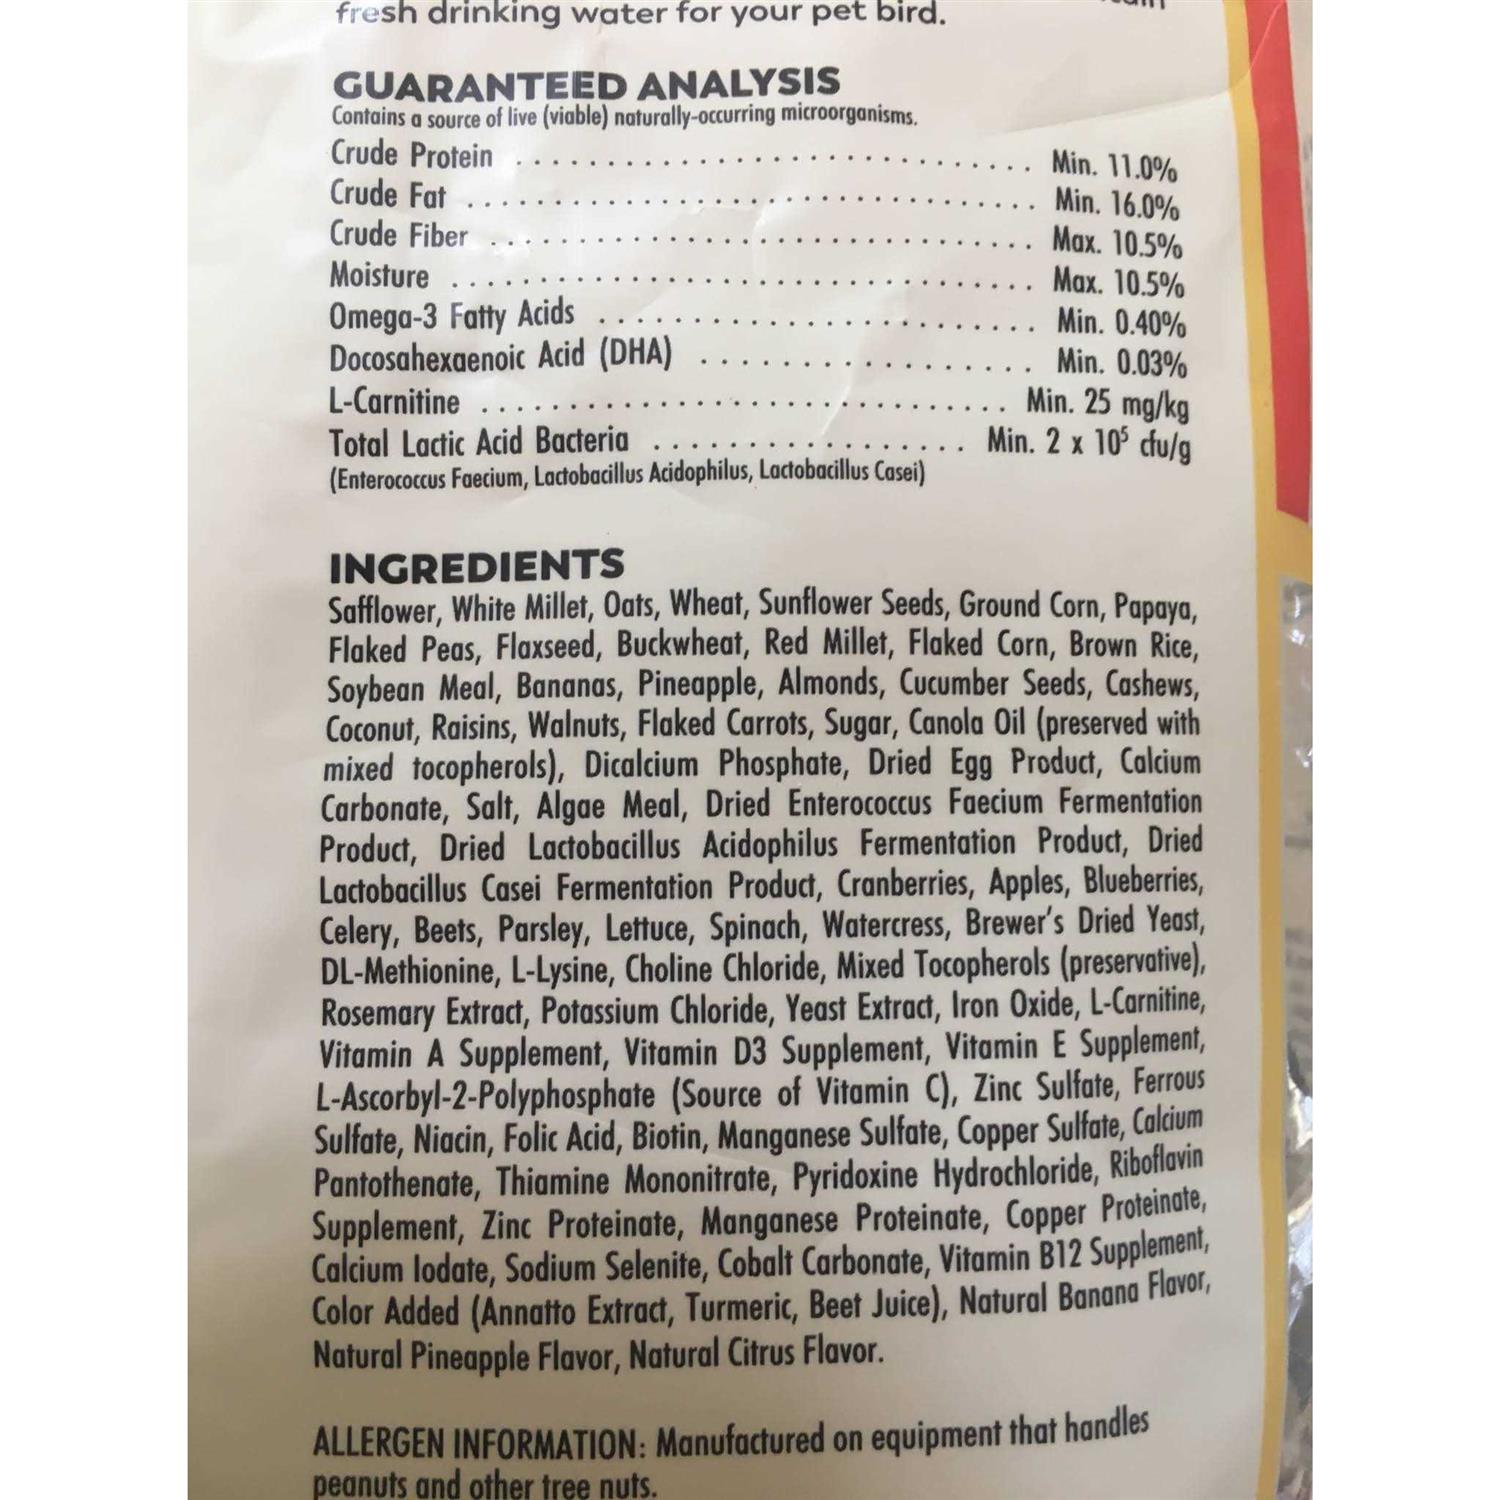 fresh drinking water for your pet bird.
GUARANTEED ANALYSIS
Contains a source of live (viable) naturally-occurring microorganisms.
Crude Protein . . . . . . . . . . . . . . . . . . . . . . . . . . . . . Min. 11.0%
Crude Fat . . . . . . . . . . . . . . . . . . . . . . . . . . . . . . . . . Min. 16.0%
Crude Fiber . . . . . . . . . . . . . . . . . . . . . . . . . . . . . . . Max. 10.5%
Moisture . . . . . . . . . . . . . . . . . . . . . . . . . . . . . . . . . Max. 10.5%
Omega-3 Fatty Acids . . . . . . . . . . . . . . . . . . . . . . . . . Min. 0.40%
Docosahexaenoic Acid (DHA) . . . . . . . . . . . . . . . . . . Min. 0.03%
L-Carnitine . . . . . . . . . . . . . . . . . . . . . . . . . . . . . . Min. 25 mg/kg
Total Lactic Acid Bacteria . . . . . . . . . . . . . . . . . Min. 2 x 10⁵ cfu/g
(Enterococcus Faecium, Lactobacillus Acidophilus, Lactobacillus Casei)
INGREDIENTS
Safflower, White Millet, Oats, Wheat, Sunflower Seeds, Ground Corn, Papaya,
Flaked Peas, Flaxseed, Buckwheat, Red Millet, Flaked Corn, Brown Rice,
Soybean Meal, Bananas, Pineapple, Almonds, Cucumber Seeds, Cashews,
Coconut, Raisins, Walnuts, Flaked Carrots, Sugar, Canola Oil (preserved with
mixed tocopherols), Dicalcium Phosphate, Dried Egg Product, Calcium
Carbonate, Salt, Algae Meal, Dried Enterococcus Faecium Fermentation
Product, Dried Lactobacillus Acidophilus Fermentation Product, Dried
Lactobacillus Casei Fermentation Product, Cranberries, Apples, Blueberries,
Celery, Beets, Parsley, Lettuce, Spinach, Watercress, Brewer's Dried Yeast,
DL-Methionine, L-Lysine, Choline Chloride, Mixed Tocopherols (preservative),
Rosemary Extract, Potassium Chloride, Yeast Extract, Iron Oxide, L-Carnitine,
Vitamin A Supplement, Vitamin D3 Supplement, Vitamin E Supplement,
L-Ascorbyl-2-Polyphosphate (Source of Vitamin C), Zinc Sulfate, Ferrous
Sulfate, Niacin, Folic Acid, Biotin, Manganese Sulfate, Copper Sulfate, Calcium
Pantothenate, Thiamine Mononitrate, Pyridoxine Hydrochloride, Riboflavin
Supplement, Zinc Proteinate, Manganese Proteinate, Copper Proteinate,
Calcium Iodate, Sodium Selenite, Cobalt Carbonate, Vitamin B12 Supplement,
Color Added (Annatto Extract, Turmeric, Beet Juice), Natural Banana Flavor,
Natural Pineapple Flavor, Natural Citrus Flavor.
ALLERGEN INFORMATION: Manufactured on equipment that handles
peanuts and other tree nuts.